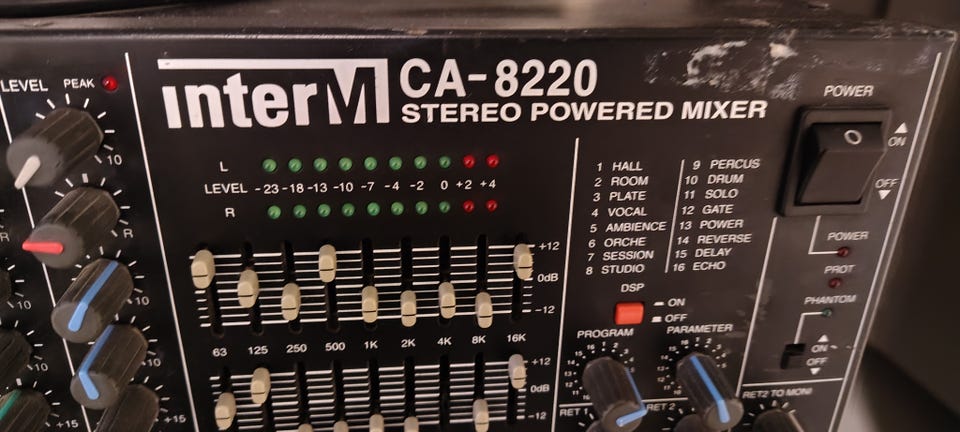 LEVEL PEAK
10
R
10
10
+15
+15
R
interM CA-8220
STEREO POWERED MIXER
L
LEVEL -23 -18 -13 -10 -7 -4 -2 0 +2 +4
R
+12
0dB
-12
63 125 250 500 1K 2K 4K 8K 16K
+12
0dB
-12
1 HALL
2 ROOM
3 PLATE
4 VOCAL
5 AMBIENCE
6 ORCHE
7 SESSION
8 STUDIO
9 PERCUS
10 DRUM
11 SOLO
12 GATE
13 POWER
14 REVERSE
15 DELAY
16 ECHO
DSP
ON
OFF
PROGRAM PARAMETER
RET 1 RET 2 RET2 TO MONI
POWER
ON
OFF
POWER
PROT
PHANTOM
ON
OFF